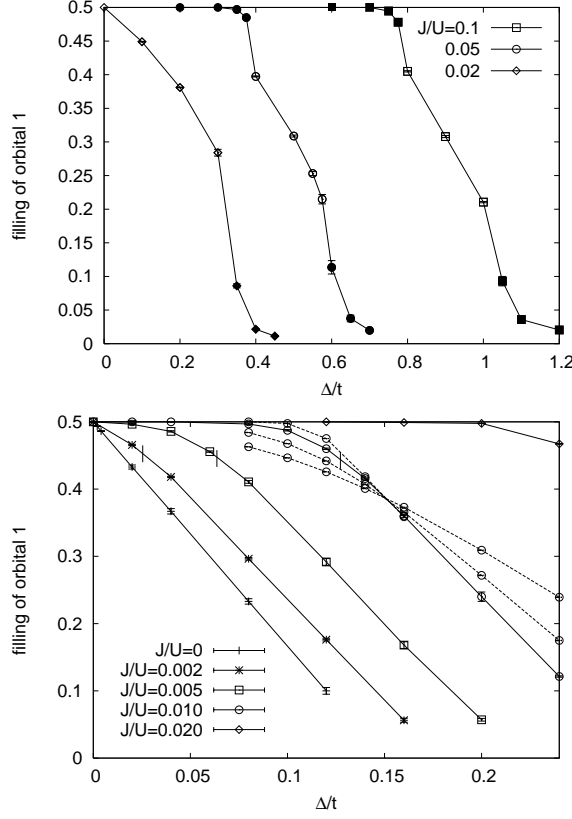 filling of orbital 1
0.5
0.45
0.4
0.35
0.3
0.25
0.2
0.15
0.1
0.05
0
J/U=0.1
0.05
0.02
0 0.2 0.4 0.6 0.8 1 1.2
Δ/t
filling of orbital 1
0.5
0.4
0.3
0.2
0.1
0
J/U=0
J/U=0.002
J/U=0.005
J/U=0.010
J/U=0.020
0 0.05 0.1 0.15 0.2
Δ/t